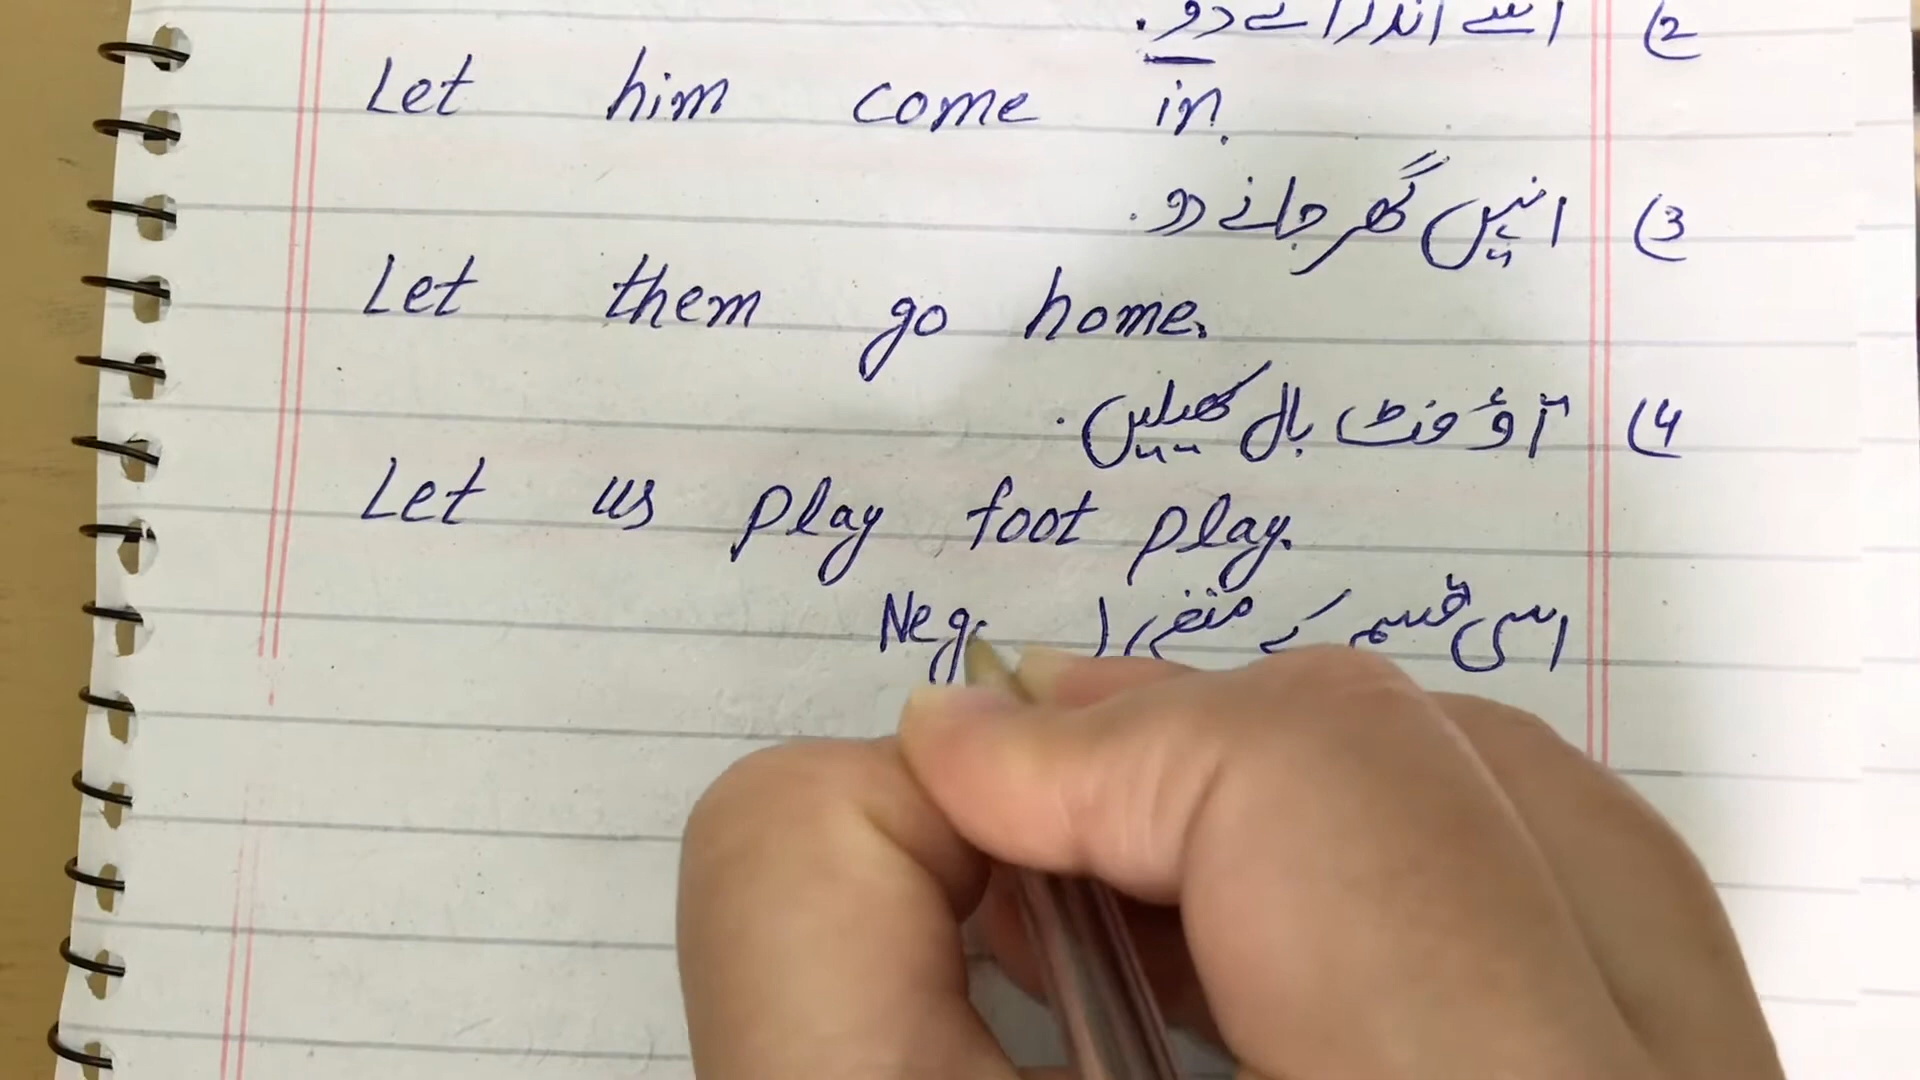 2) اسے اندر آنے دو۔
Let him come in.
3) انہیں گھر جانے دو۔
Let them go home.
4) آؤ فٹ بال کھیلیں۔
Let us play foot play.
اسی قسم کے منفی ( Neg